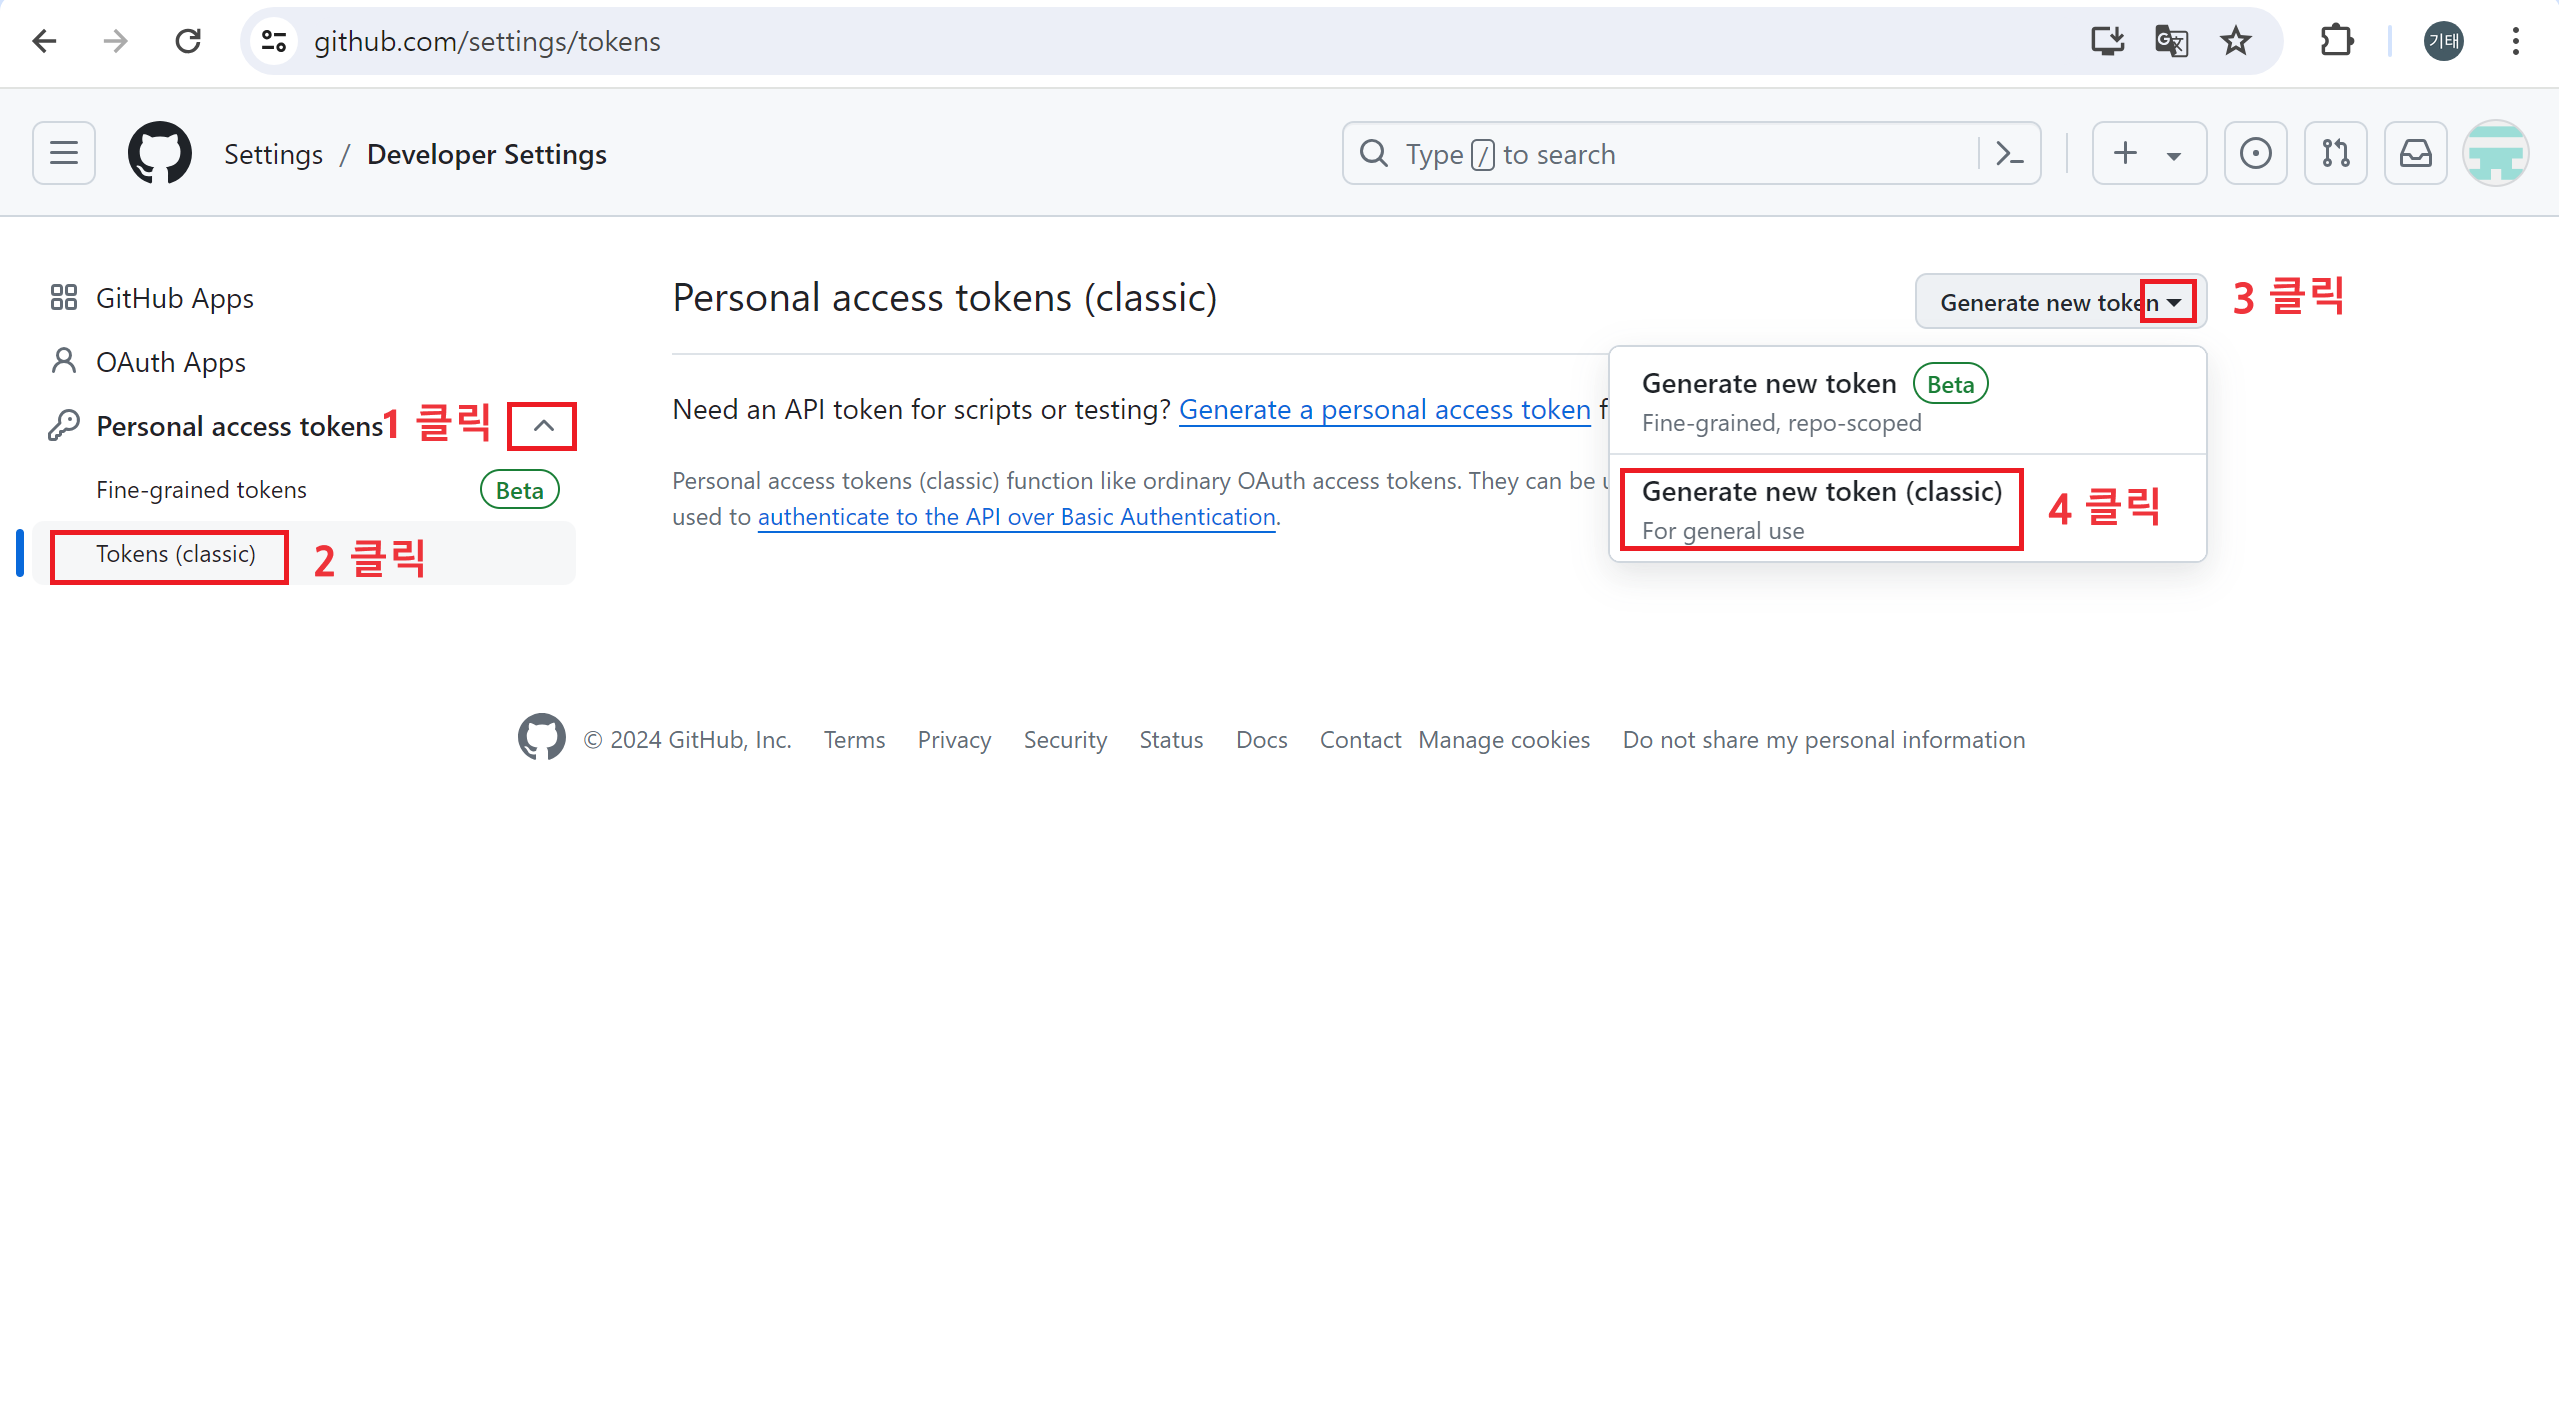 github.com/settings/tokens
기태
Settings / Developer Settings
Type / to search
GitHub Apps
OAuth Apps
Personal access tokens
1 클릭
Fine-grained tokens Beta
Tokens (classic)
2 클릭
Personal access tokens (classic)
Generate new token
3 클릭
Need an API token for scripts or testing? Generate a personal access token f
Personal access tokens (classic) function like ordinary OAuth access tokens. They can be u
used to authenticate to the API over Basic Authentication.
Generate new token Beta
Fine-grained, repo-scoped
Generate new token (classic)
For general use
4 클릭
© 2024 GitHub, Inc. Terms Privacy Security Status Docs Contact Manage cookies Do not share my personal information